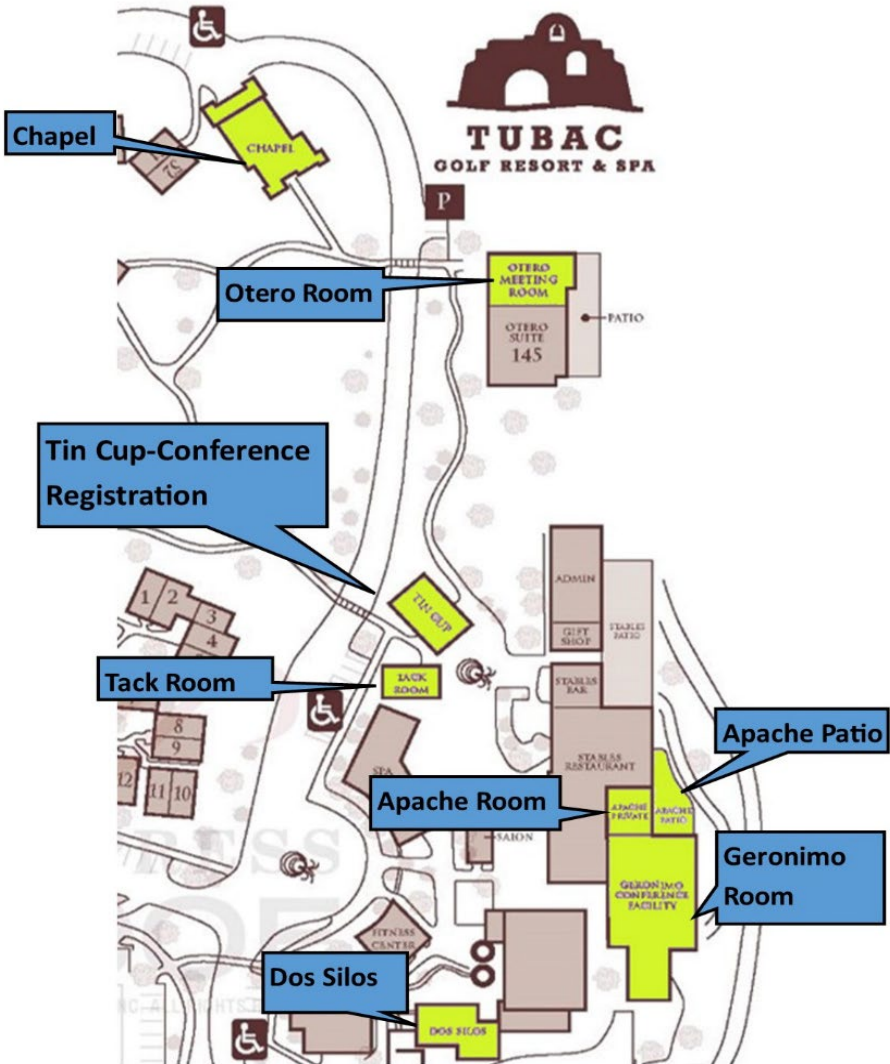 TUBAC
GOLF RESORT & SPA
Chapel
CHAPEL
52
P
Otero Room
OTERO
MEETING
ROOM
OTERO
SUITE
145
PATIO
Tin Cup-Conference
Registration
TIN CUP
ADMIN
GIFT
SHOP
STABLES
PATIO
1
2
3
4
Tack Room
TACK
ROOM
STABLES
BAR
8
9
12
11
10
SPA
STABLES
RESTAURANT
Apache Patio
Apache Room
APACHE
PRIVATE
APACHE
PATIO
SALON
Geronimo
Room
GERONIMO
CONFERENCE
FACILITY
FITNESS
CENTER
Dos Silos
DOS SILOS